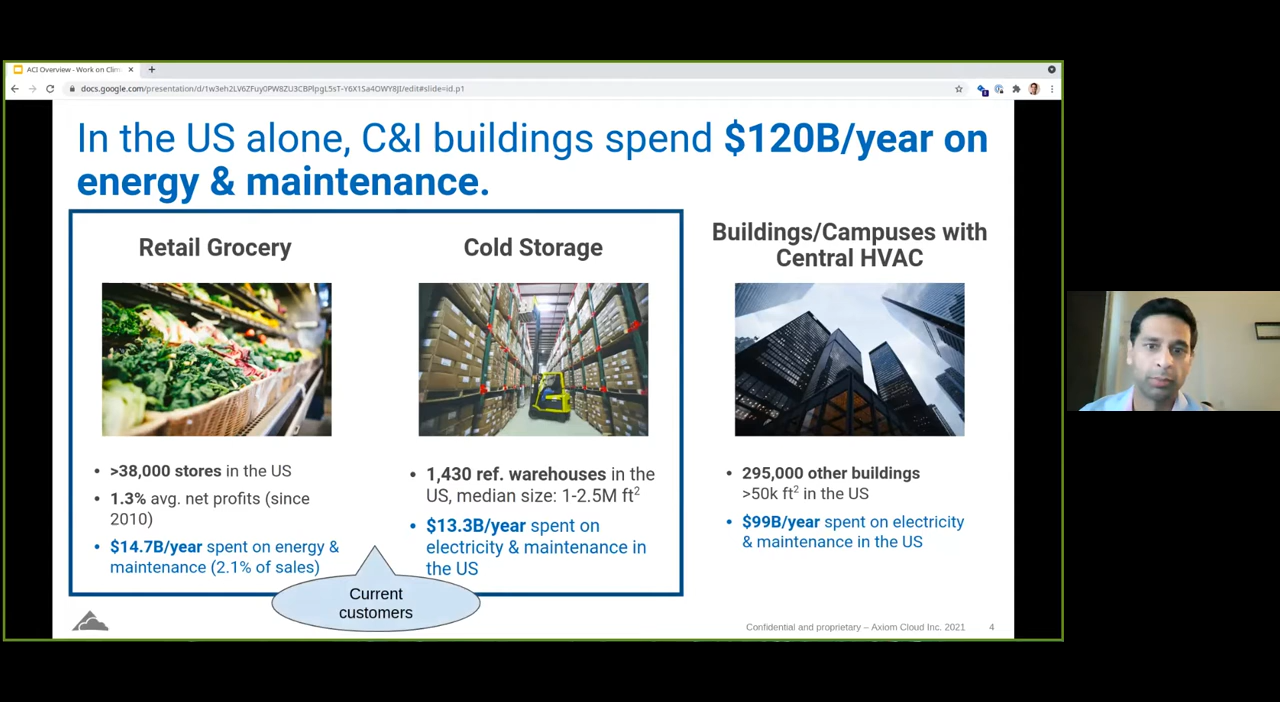 ACI Overview - Work on Clim
docs.google.com/presentation/d/1w3eh2LV6ZFuy0PW8ZU3CBPlpgL5sT-Y6X1Sa4OWY8JI/edit#slide=id.p1
In the US alone, C&I buildings spend $120B/year on
energy & maintenance.
Retail Grocery
• >38,000 stores in the US
• 1.3% avg. net profits (since
2010)
• $14.7B/year spent on energy &
maintenance (2.1% of sales)
Cold Storage
• 1,430 ref. warehouses in the
US, median size: 1-2.5M ft²
• $13.3B/year spent on
electricity & maintenance in
the US
Current
customers
Buildings/Campuses with
Central HVAC
• 295,000 other buildings
>50k ft² in the US
• $99B/year spent on electricity
& maintenance in the US
Confidential and proprietary – Axiom Cloud Inc. 2021
4